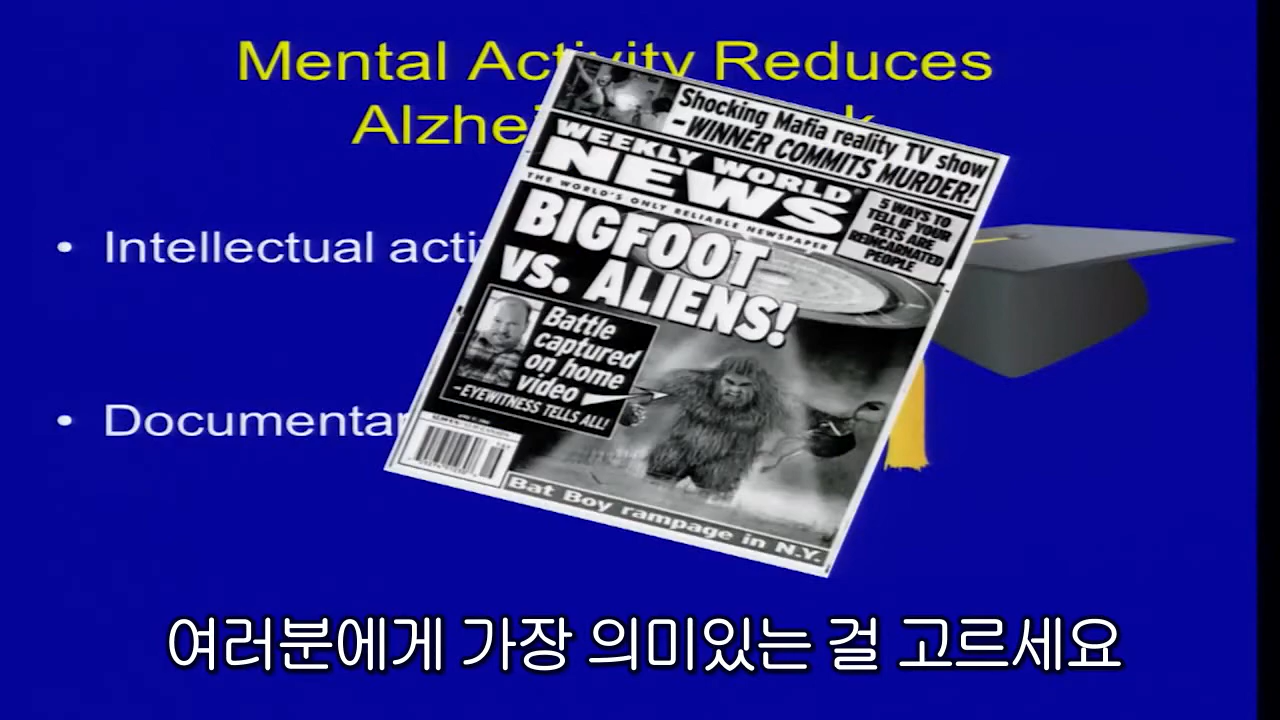 Mental Activity Reduces
Alzhei k
• Intellectual activ
• Documentar
Shocking Mafia reality TV show
-WINNER COMMITS MURDER!
WEEKLY WORLD
NEWS
THE WORLD'S ONLY RELIABLE NEWSPAPER
5 WAYS TO
TELL IF YOUR
PETS ARE
REINCARNATED
PEOPLE
BIGFOOT
VS. ALIENS!
Battle
captured
on home
video
-EYEWITNESS TELLS ALL!
Bat Boy rampage in N.Y.
여러분에게 가장 의미있는 걸 고르세요